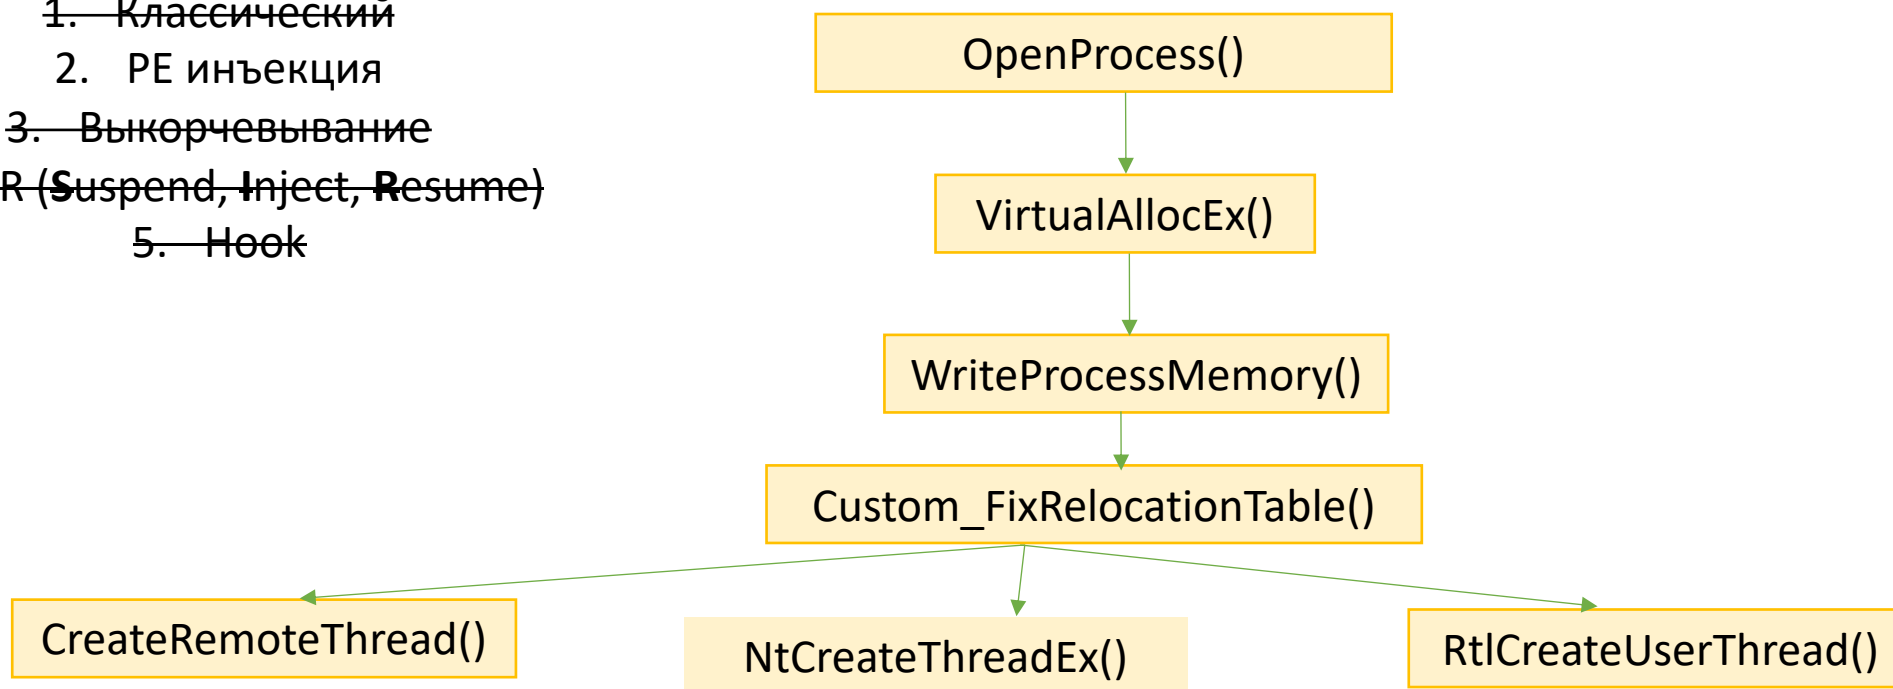 1. Классический
2. PE инъекция
3. Выкорчевывание
R (Suspend, Inject, Resume)
5. Hook
OpenProcess()
VirtualAllocEx()
WriteProcessMemory()
Custom_FixRelocationTable()
CreateRemoteThread()
NtCreateThreadEx()
RtlCreateUserThread()